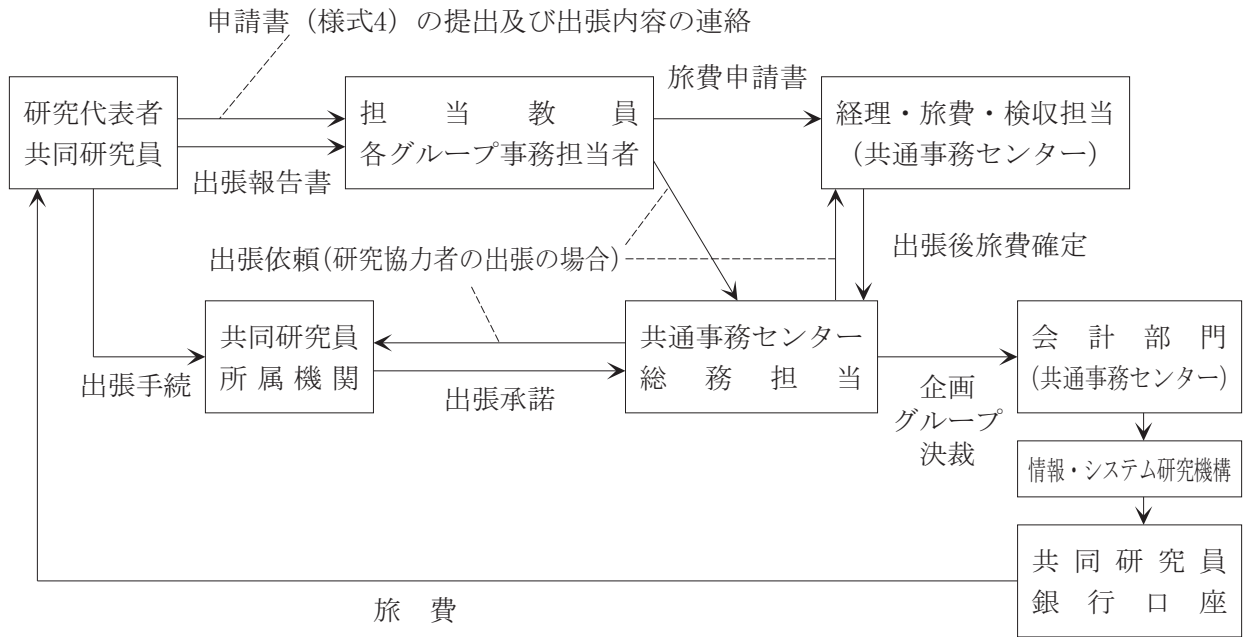 申請書（様式4）の提出及び出張内容の連絡
旅費申請書
研究代表者
共同研究員
担当教員
各グループ事務担当者
経理・旅費・検収担当
（共通事務センター）
出張報告書
出張依頼（研究協力者の出張の場合）
出張後旅費確定
共同研究員
所属機関
共通事務センター
総務担当
会計部門
（共通事務センター）
出張手続
出張承諾
企画
グループ
決裁
情報・システム研究機構
共同研究員
銀行口座
旅費